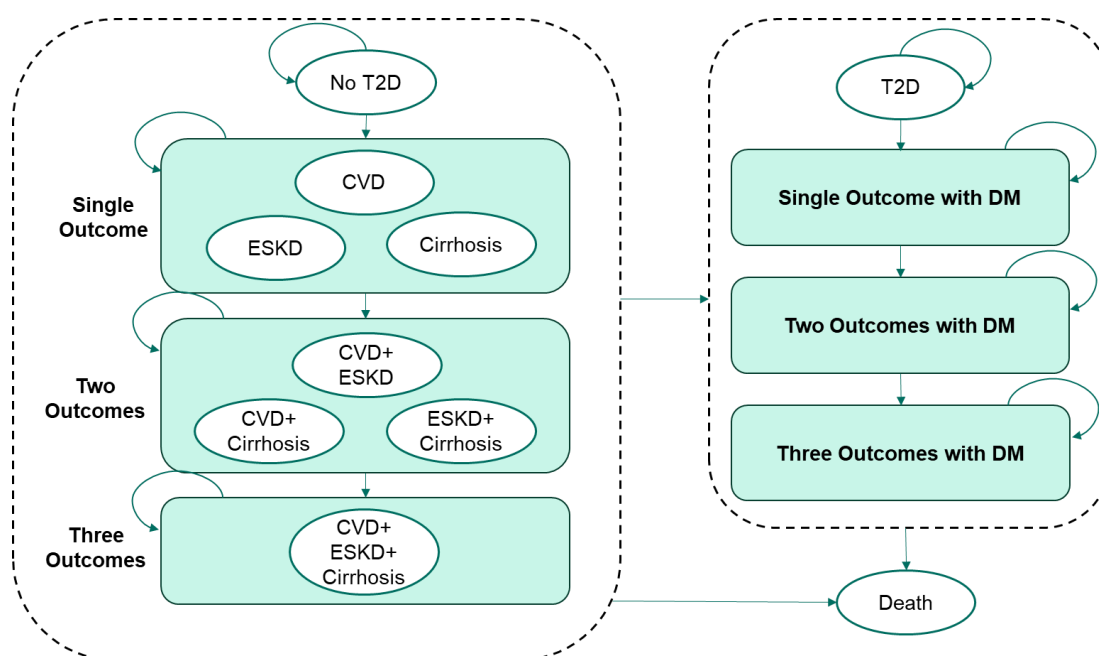 No T2D
Single
Outcome
CVD
ESKD
Cirrhosis
Two
Outcomes
CVD+
ESKD
CVD+
Cirrhosis
ESKD+
Cirrhosis
Three
Outcomes
CVD+
ESKD+
Cirrhosis
T2D
Single Outcome with DM
Two Outcomes with DM
Three Outcomes with DM
Death